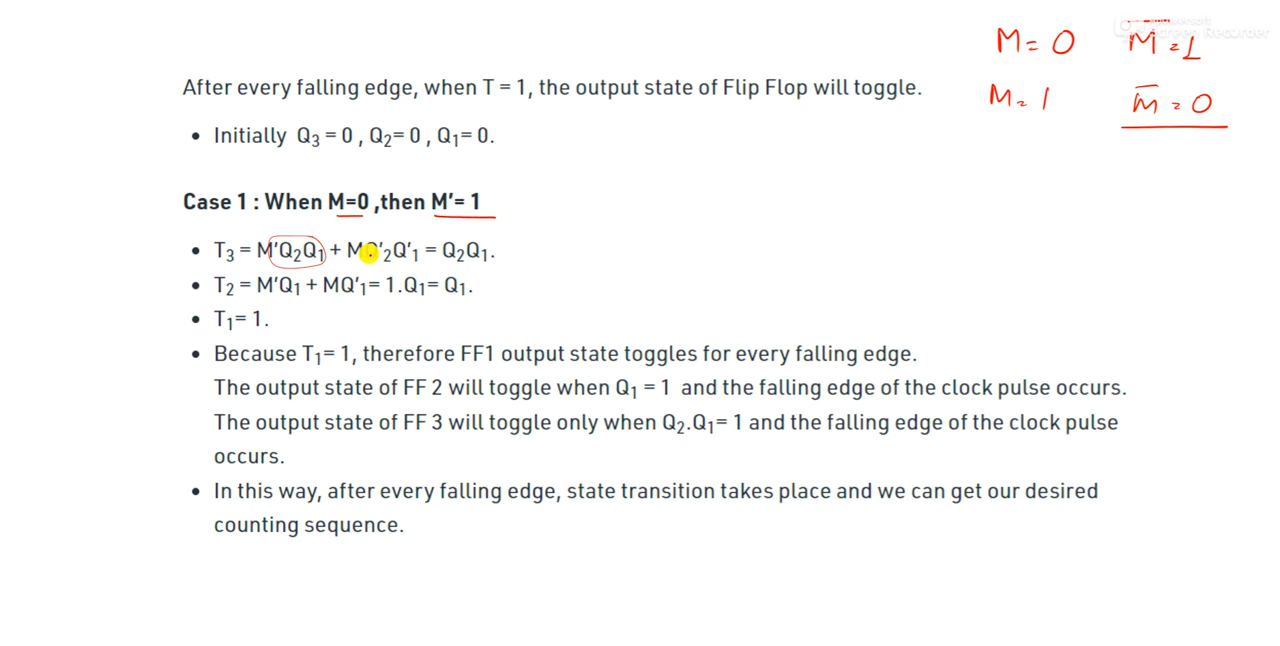 M = 0 M̅ = 1
Screen Recorder
After every falling edge, when T = 1, the output state of Flip Flop will toggle.
M = 1 m̅ = 0
• Initially Q₃ = 0 , Q₂= 0 , Q₁= 0.
Case 1 : When M=0 ,then M′= 1
• T₃ = M′Q₂Q₁ + MQ′₂Q′₁ = Q₂Q₁.
• T₂ = M′Q₁ + MQ′₁= 1.Q₁= Q₁.
• T₁= 1.
• Because T₁= 1, therefore FF1 output state toggles for every falling edge.
The output state of FF 2 will toggle when Q₁ = 1 and the falling edge of the clock pulse occurs.
The output state of FF 3 will toggle only when Q₂.Q₁= 1 and the falling edge of the clock pulse
occurs.
• In this way, after every falling edge, state transition takes place and we can get our desired
counting sequence.